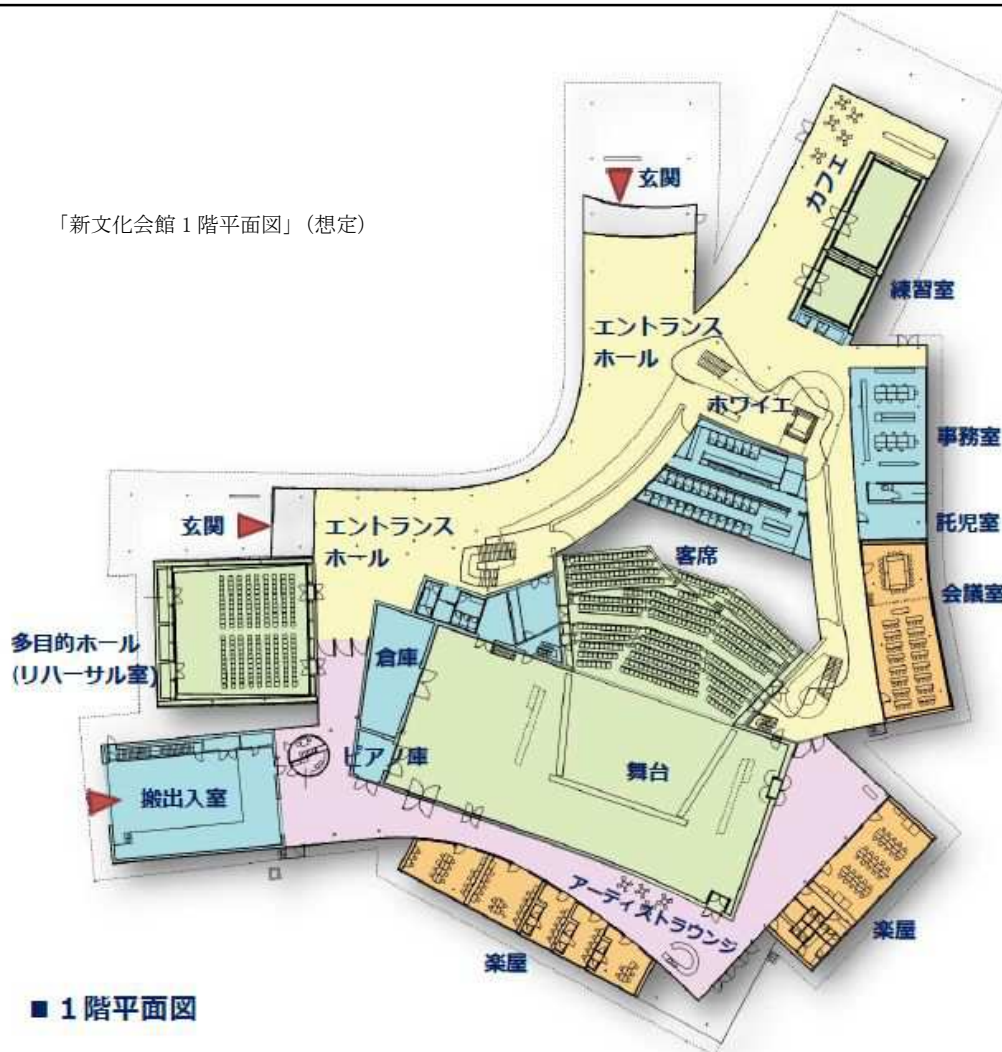 玄関
カフェ
「新文化会館 1 階平面図」（想定）
練習室
エントランス
ホール
ホワイエ
事務室
玄関
エントランス
ホール
託児室
客席
会議室
多目的ホール
(リハーサル室)
倉庫
ピアノ庫
舞台
搬出入室
アーティストラウンジ
楽屋
楽屋
■ 1階平面図